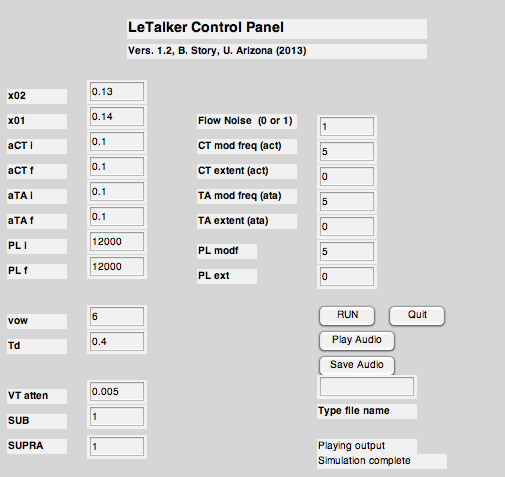 LeTalker Control Panel
Vers. 1.2, B. Story, U. Arizona (2013)
x02 0.13
x01 0.14
aCT i 0.1
aCT f 0.1
aTA i 0.1
aTA f 0.1
PL i 12000
PL f 12000
vow 6
Td 0.4
VT atten 0.005
SUB 1
SUPRA 1
Flow Noise (0 or 1) 1
CT mod freq (act) 5
CT extent (act) 0
TA mod freq (ata) 5
TA extent (ata) 0
PL modf 5
PL ext 0
RUN Quit
Play Audio
Save Audio
Type file name
Playing output
Simulation complete